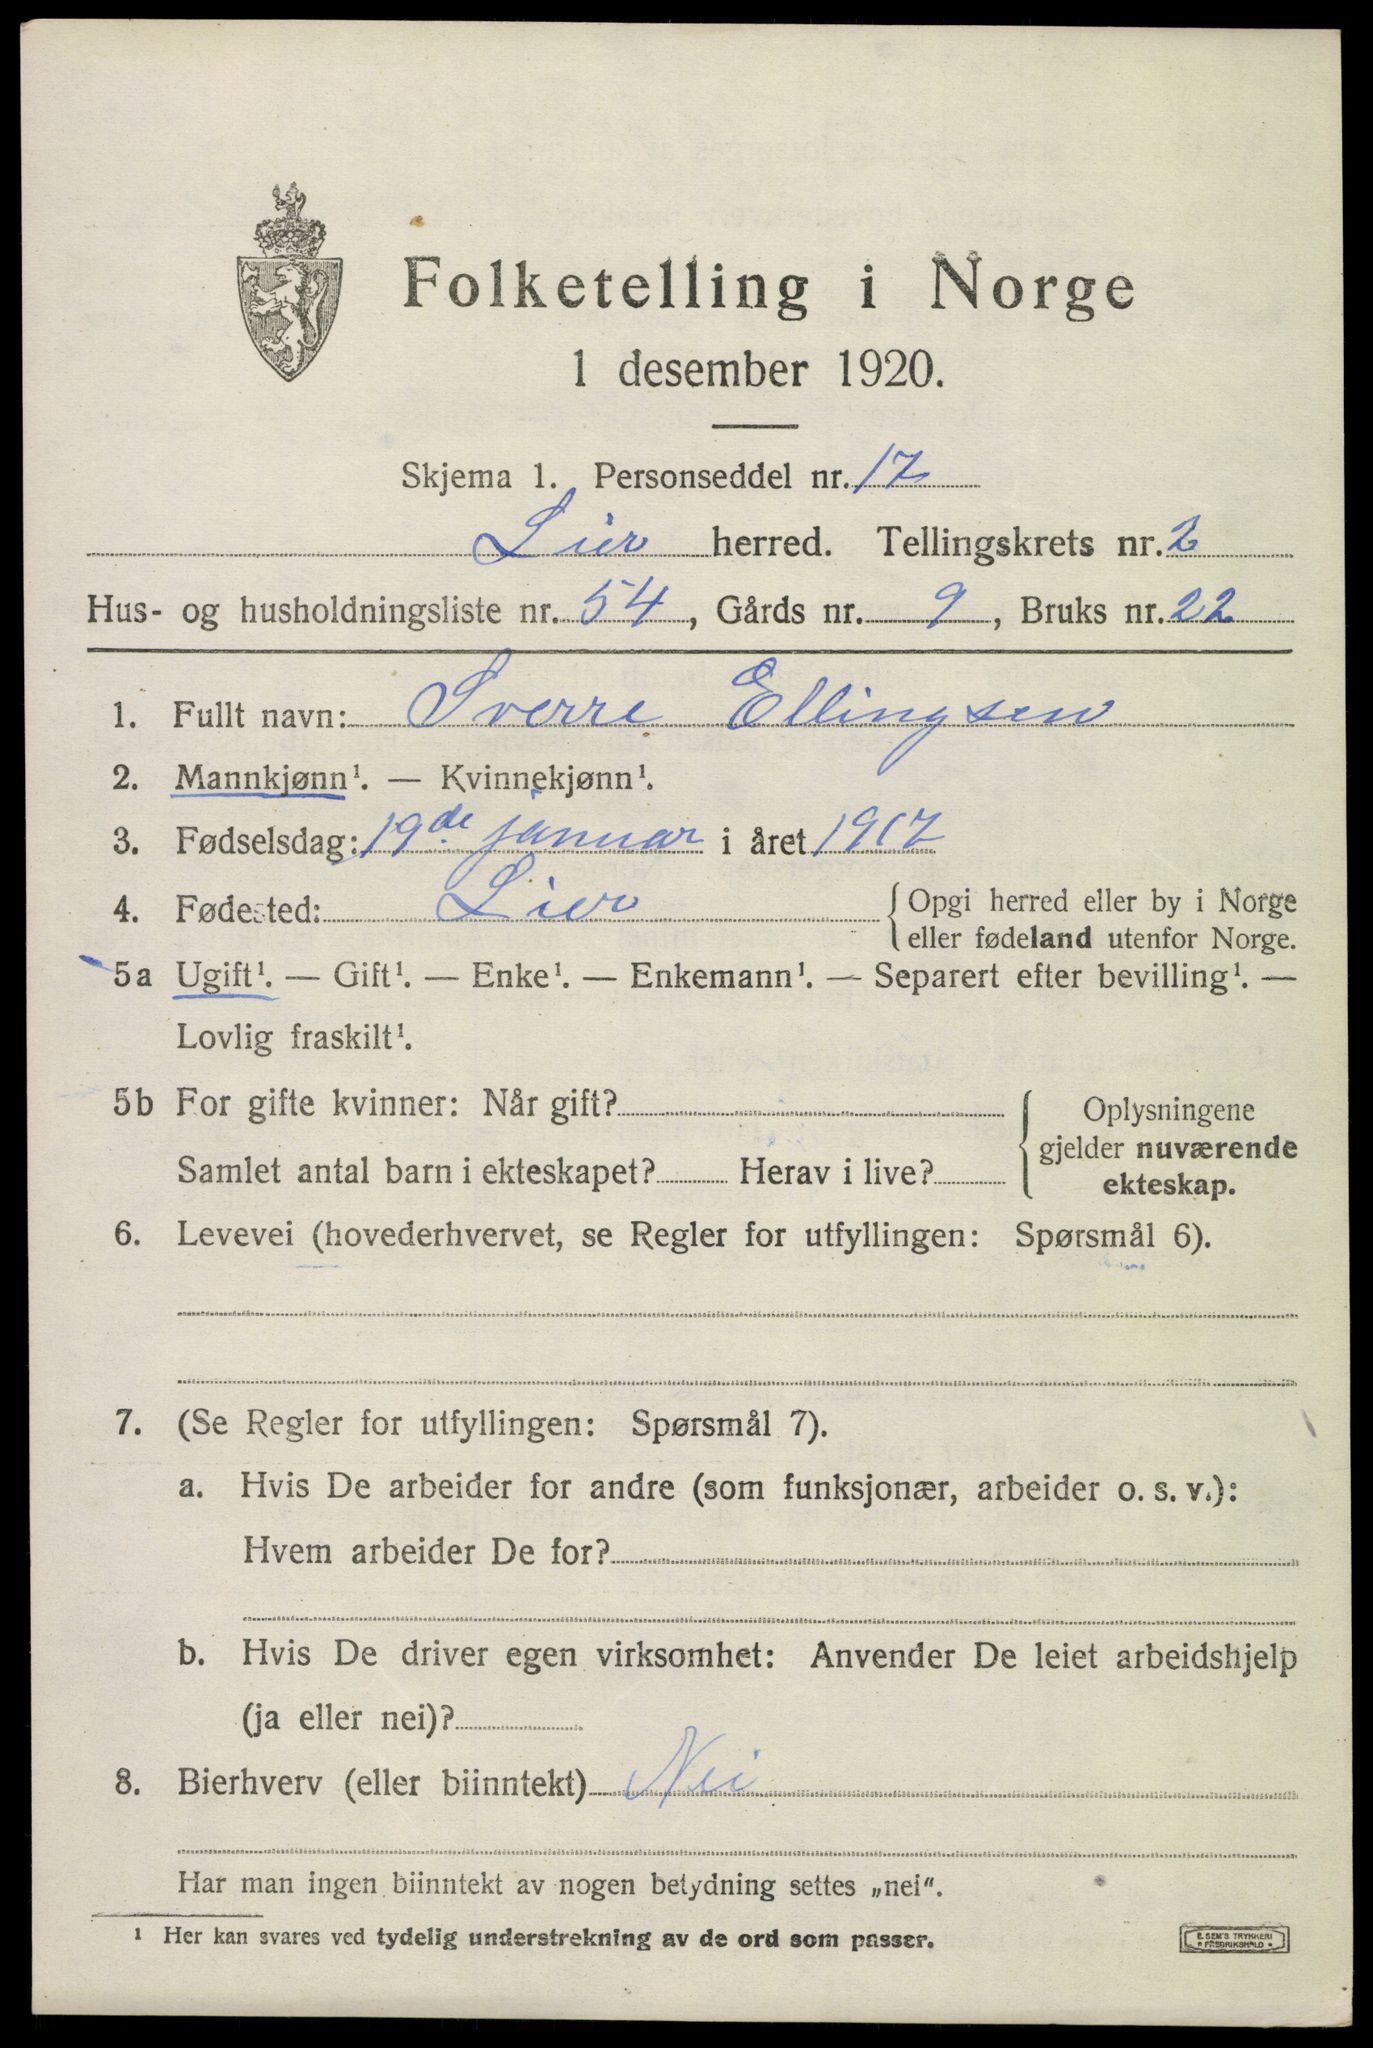 Folketelling i Norge
1 desember 1920.
Skjema 1. Personseddel nr. 17
Lier herred. Tellingskrets nr. 2
Hus- og husholdningsliste nr. 54, Gårds nr. 9, Bruks nr. 22
1. Fullt navn: Sverre Ellingsen
2. Mannkjønn¹. — Kvinnekjønn¹.
3. Fødselsdag: 19de januar i året 1917
4. Fødested: Lier { Opgi herred eller by i Norge
eller fødeland utenfor Norge.
5a Ugift¹. — Gift¹. — Enke¹. — Enkemann¹. — Separert efter bevilling¹. —
Lovlig fraskilt¹.
5b For gifte kvinner: Når gift?
Samlet antal barn i ekteskapet? Herav i live?
{ Oplysningene
gjelder nuværende
ekteskap.
6. Levevei (hovederhvervet, se Regler for utfyllingen: Spørsmål 6).
7. (Se Regler for utfyllingen: Spørsmål 7).
a. Hvis De arbeider for andre (som funksjonær, arbeider o. s. v.):
Hvem arbeider De for?
b. Hvis De driver egen virksomhet: Anvender De leiet arbeidshjelp
(ja eller nei)?
8. Bierhverv (eller biinntekt) Nei
Har man ingen biinntekt av nogen betydning settes „nei".
¹ Her kan svares ved tydelig understrekning av de ord som passer.
E. SEM'S TRYKKERI
FREDRIKSHALD